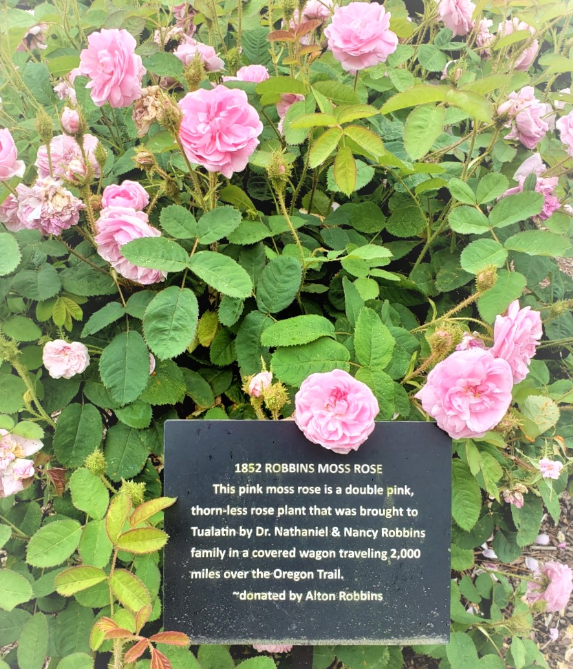 1852 ROBBINS MOSS ROSE
This pink moss rose is a double pink,
thorn-less rose plant that was brought to
Tualatin by Dr. Nathaniel & Nancy Robbins
family in a covered wagon traveling 2,000
miles over the Oregon Trail.
~donated by Alton Robbins